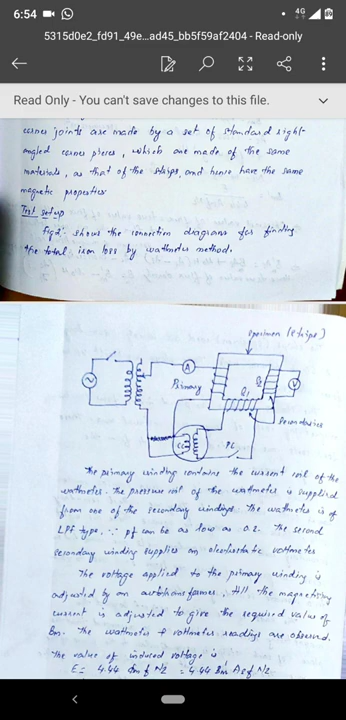 6:54
4G
5315d0e2_fd91_49e...ad45_bb5f59af2404 - Read-only
Read Only - You can't save changes to this file.
corner joints are made by a set of standard right-
angled corner pieces, which are made of the same
materials, as that of the strips, and hence have the same
magnetic properties
Test setup
fig 2. shows the connection diagrams for finding
the total iron loss by wattmeter method.
specimen (strips)
A
Primary
S1
S2
V
Secondaries
CC
PC
The primary winding contains the current coil of the
wattmeter. The pressure coil of the wattmeter is supplied
from one of the secondary windings. The wattmeter is of
LPF type, ∵ pf can be as low as 0.2. The second
secondary winding supplies an electrostatic voltmeter
The voltage applied to the primary winding is
adjusted by an autotransformer, till the magnetising
current is adjusted to give the required value of
Bm. The wattmeter & voltmeter readings are observed.
The value of induced voltage is
E = 4.44 Φm f N2 = 4.44 Bm As f N2